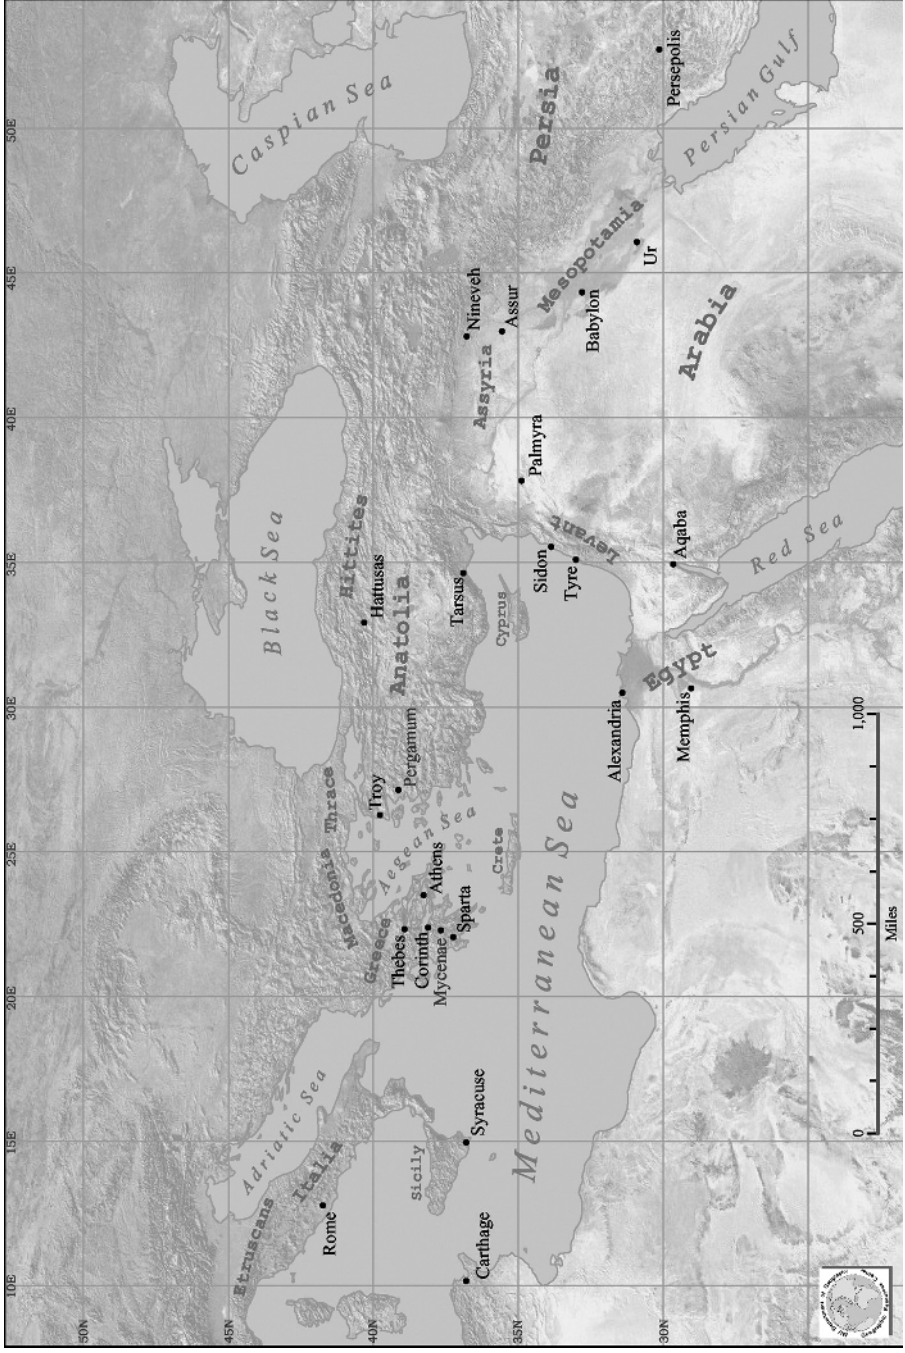 10E
15E
20E
25E
30E
35E
40E
45E
50E
50N
45N
40N
35N
30N
Caspian Sea
Black Sea
Adriatic Sea
Etruscans
Italia
Rome
Macedonia
Thrace
Hittites
Hattusas
Anatolia
Troy
Pergamum
Aegean Sea
Greece
Thebes
Corinth
Mycenae
Athens
Sparta
Crete
Sicily
Syracuse
Carthage
Mediterranean Sea
Tarsus
Cyprus
Sidon
Tyre
Levant
Palmyra
Assyria
Nineveh
Assur
Mesopotamia
Babylon
Ur
Persia
Persepolis
Persian Gulf
Arabia
Aqaba
Red Sea
Alexandria
Egypt
Memphis
0
500
1,000
Miles